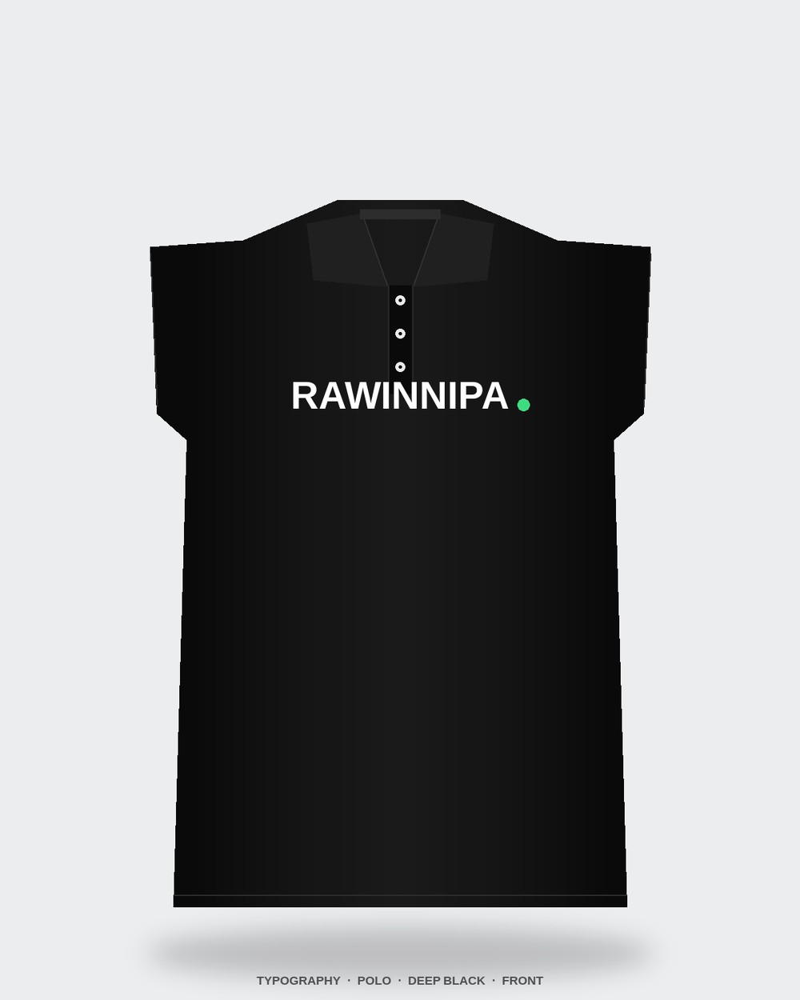 RAWINNIPA.
TYPOGRAPHY · POLO · DEEP BLACK · FRONT